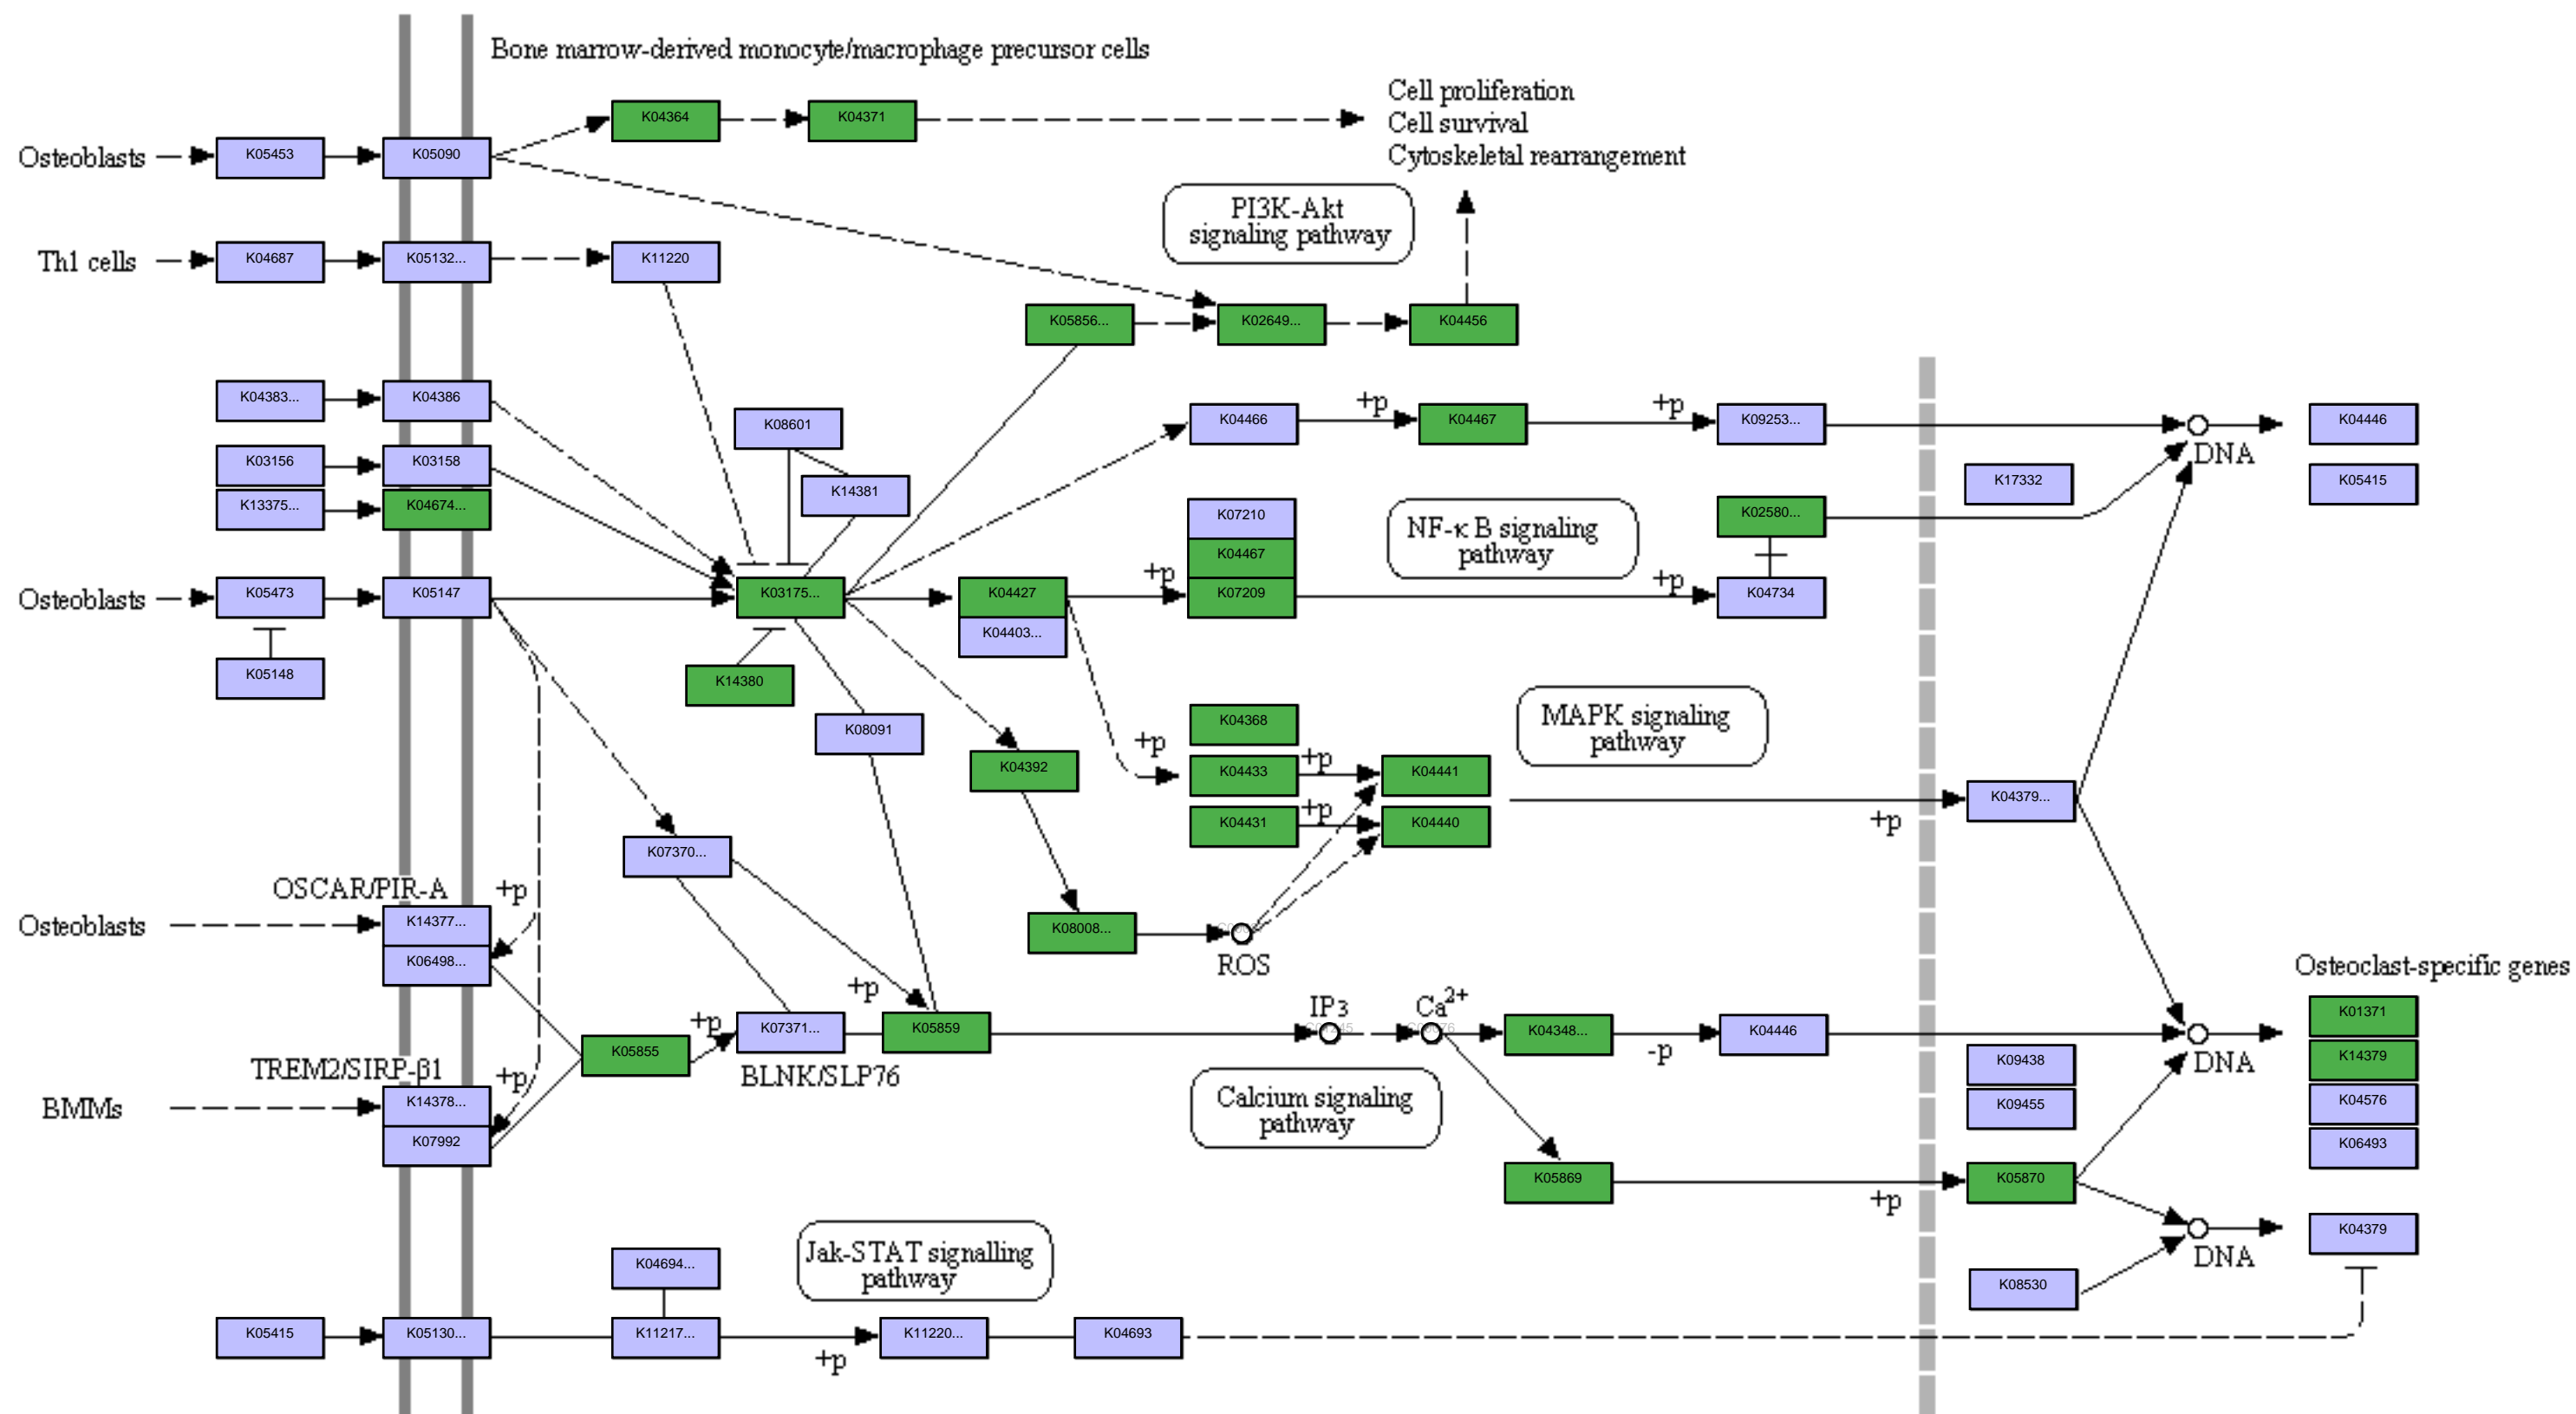 Bone marrow-derived monocyte/macrophage precursor cells
Cell proliferation
Cell survival
Cytoskeletal rearrangement
K04364
K04371
Osteoblasts
K05453
K05090
PI3K-Akt
signaling pathway
Th1 cells
K04687
K05132...
K11220
K05856...
K02649...
K04456
K04383...
K04386
K08601
K04466
+p
K04467
+p
K09253...
K04446
DNA
K03156
K03158
K14381
K17332
K05415
K13375...
K04674...
K07210
K04467
K07209
NF-κ B signaling
pathway
K02580...
Osteoblasts
K05473
K05147
K03175...
K04427
K04403...
+p
+p
K04734
K05148
K14380
K08091
K04392
+p
K04368
K04433
+p
K04441
K04431
+p
K04440
MAPK signaling
pathway
K04379...
+p
K07370...
OSCAR/PIR-A
+p
Osteoblasts
K14377...
K06498...
K08008...
ROS
Osteoclast-specific genes
+p
IP3
Ca2+
K05855
+p
K07371...
K05859
BLNK/SLP76
K04348...
-p
K04446
DNA
K01371
K14379
K04576
K06493
K09438
K09455
TREM2/SIRP-β1
+p
BMMs
K14378...
K07992
Calcium signaling
pathway
K05869
+p
K05870
K04379
DNA
K08530
K04694...
Jak-STAT signalling
pathway
K05415
K05130...
K11217...
+p
K11220...
K04693